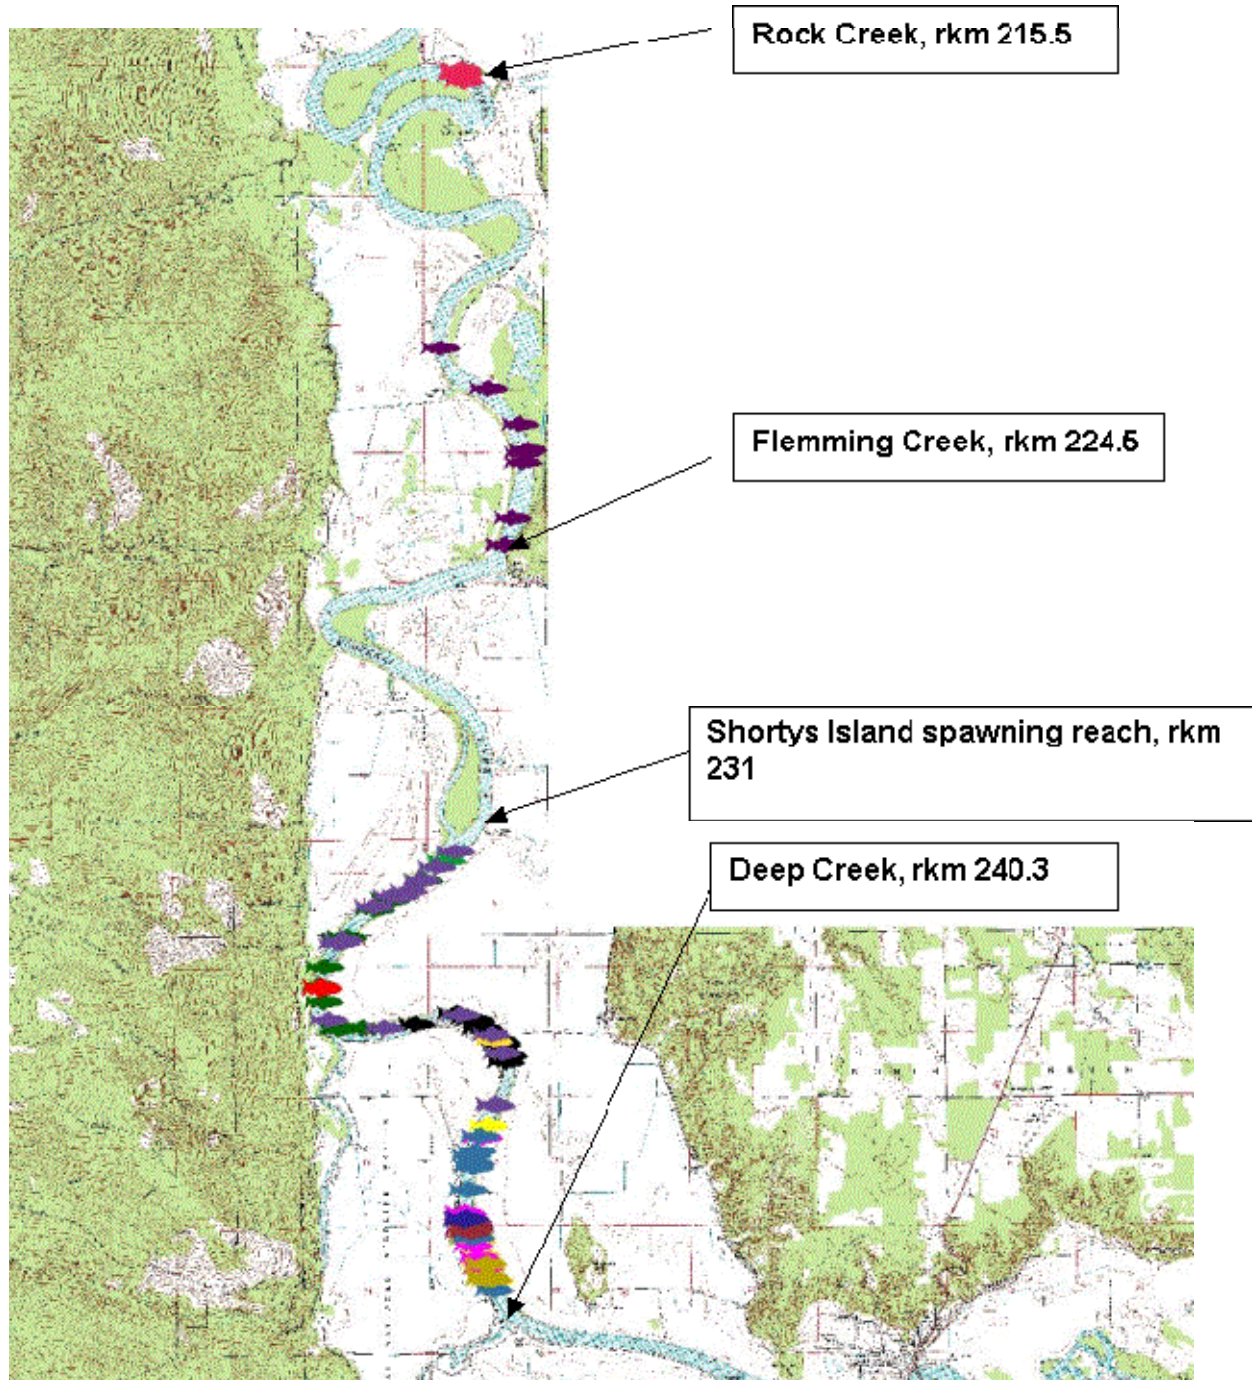 Rock Creek, rkm 215.5
Flemming Creek, rkm 224.5
Shortys Island spawning reach, rkm
231
Deep Creek, rkm 240.3